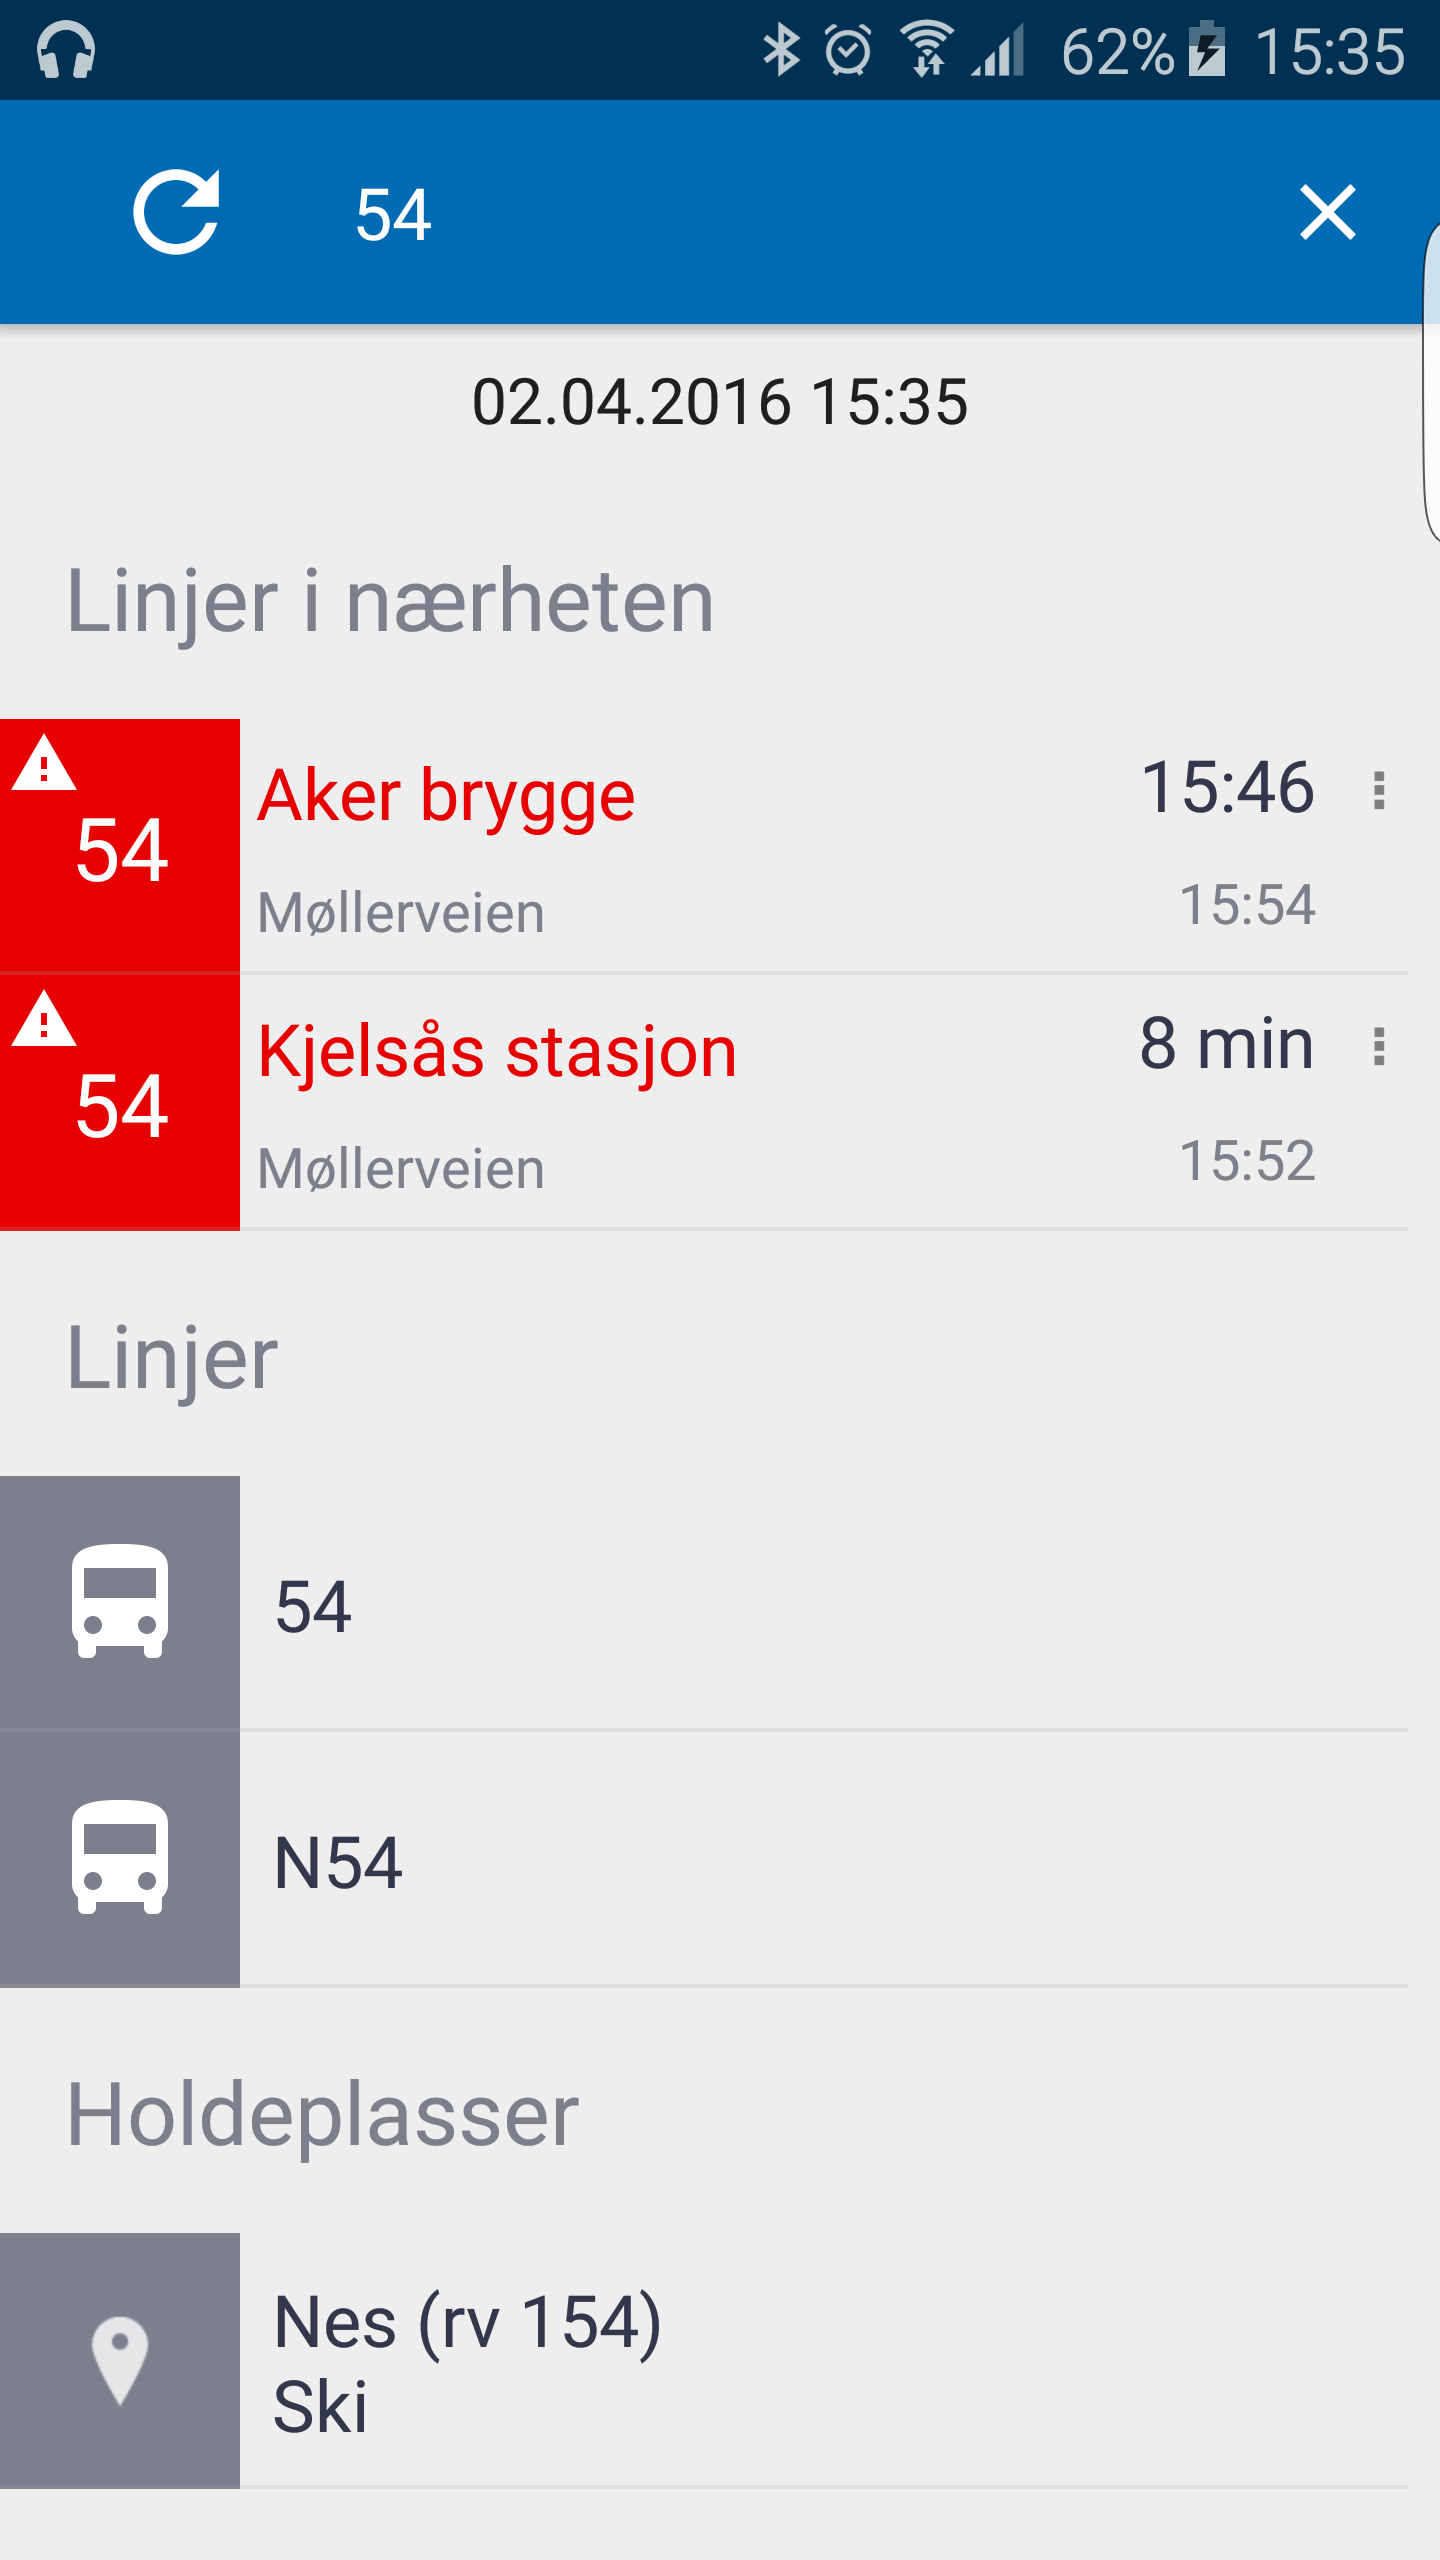 62% 15:35
54
02.04.2016 15:35
Linjer i nærheten
54 Aker brygge 15:46
Møllerveien 15:54
54 Kjelsås stasjon 8 min
Møllerveien 15:52
Linjer
54
N54
Holdeplasser
Nes (rv 154)
Ski